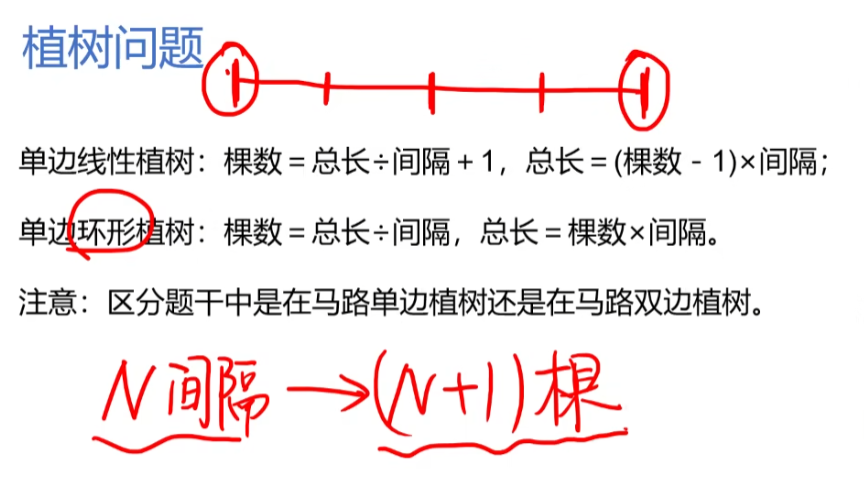 植树问题
单边线性植树：棵数＝总长÷间隔＋1，总长＝(棵数－1)×间隔；
单边环形植树：棵数＝总长÷间隔，总长＝棵数×间隔。
注意：区分题干中是在马路单边植树还是在马路双边植树。
N间隔→(N+1)棵